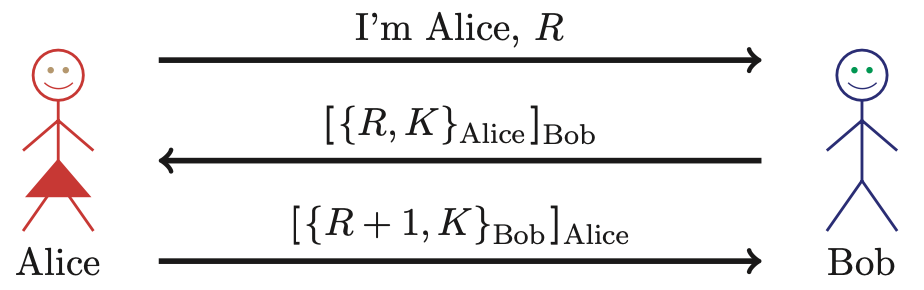 I'm Alice, R
[{R, K}Alice]Bob
[{R + 1, K}Bob]Alice
Alice
Bob